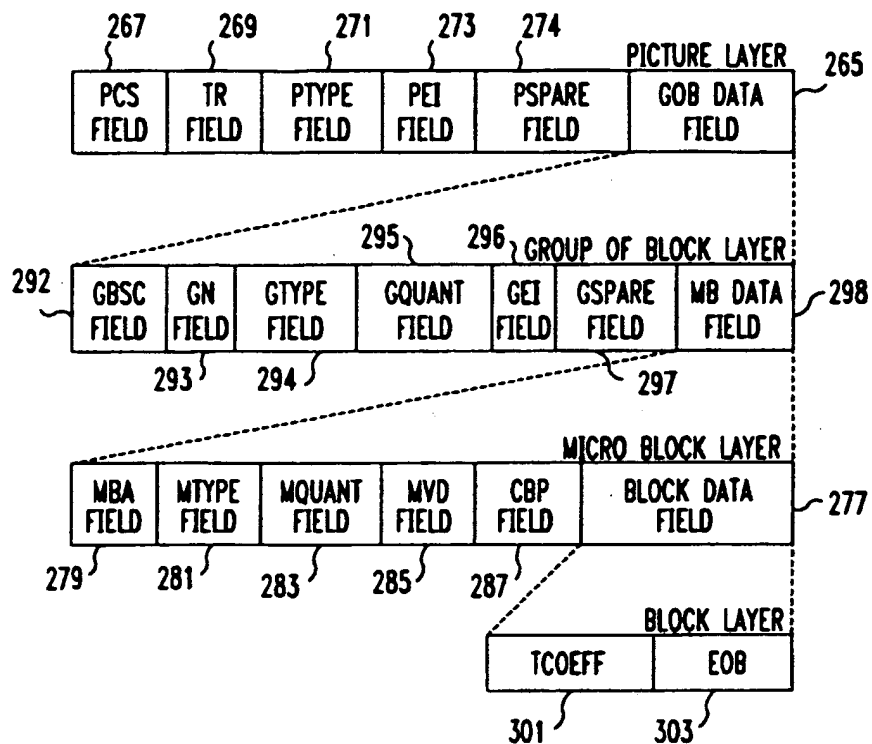 267 269 271 273 274
PICTURE LAYER
265
PCS FIELD TR FIELD PTYPE FIELD PEI FIELD PSPARE FIELD GOB DATA FIELD
295 296
GROUP OF BLOCK LAYER
292 298
GBSC FIELD GN FIELD GTYPE FIELD GQUANT FIELD GEI FIELD GSPARE FIELD MB DATA FIELD
293 294 297
MICRO BLOCK LAYER
MBA FIELD MTYPE FIELD MQUANT FIELD MVD FIELD CBP FIELD BLOCK DATA FIELD
277
279 281 283 285 287
BLOCK LAYER
TCOEFF EOB
301 303